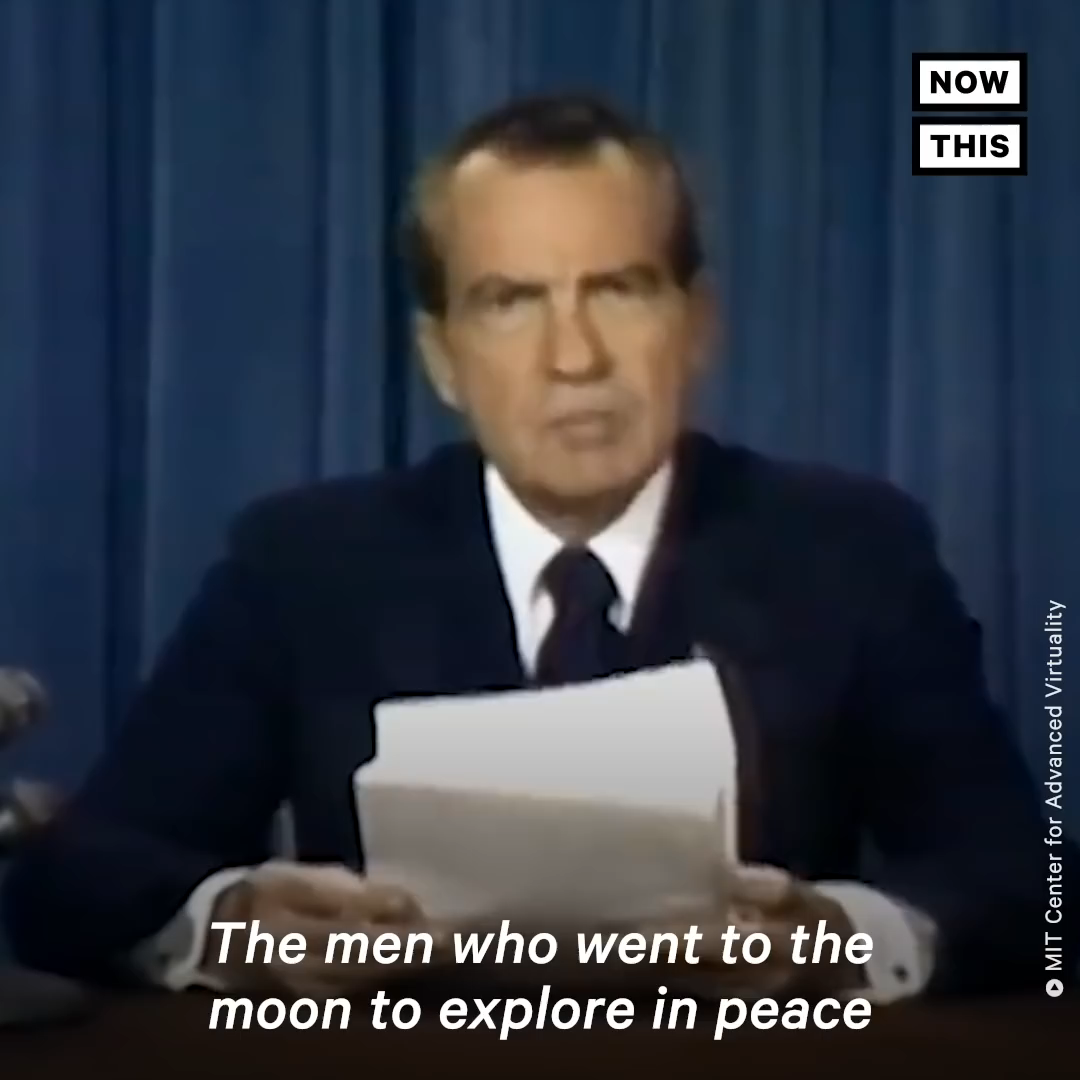 NOW
THIS
MIT Center for Advanced Virtuality
The men who went to the
moon to explore in peace